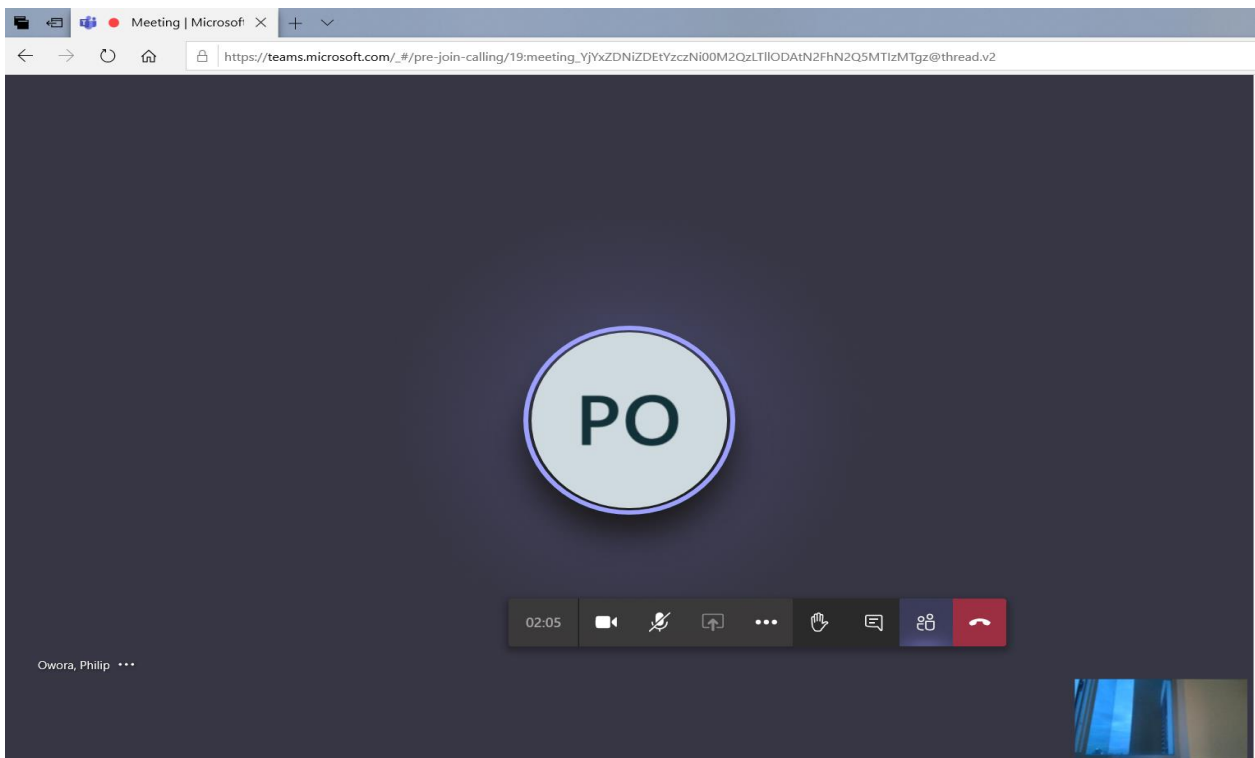 Meeting | Microsoft
https://teams.microsoft.com/_#/pre-join-calling/19:meeting_YjYxZDNiZDEtYzczNi00M2QzLTllODAtN2FhN2Q5MTIzMTgz@thread.v2
PO
02:05
Owora, Philip